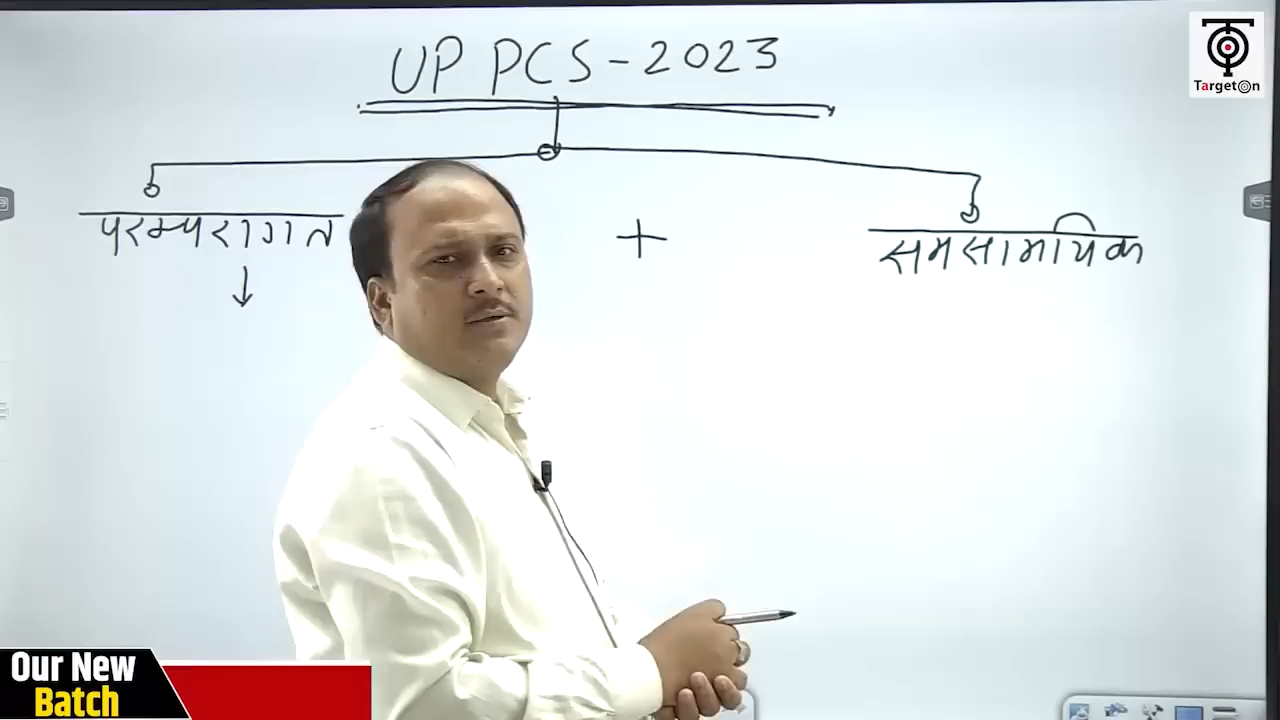 UP PCS-2023
परम्परागत + समसामयिक
TargetOn
Our New
Batch